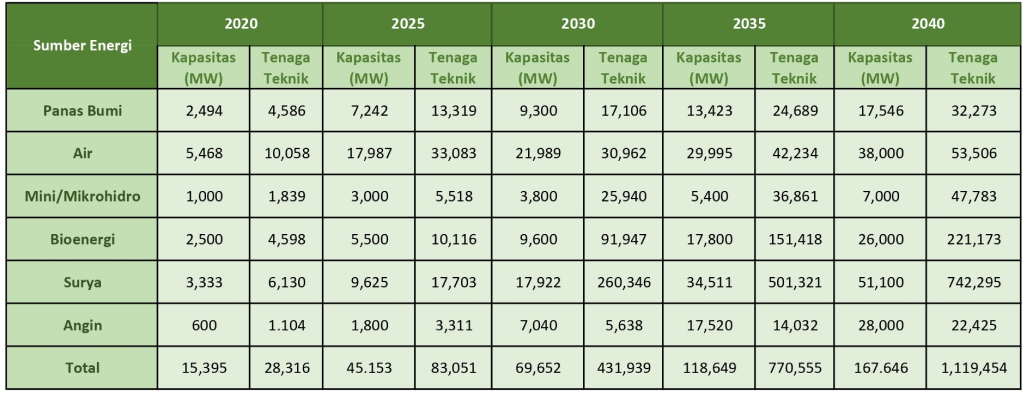 Sumber Energi 2020 2025 2030 2035 2040
Kapasitas (MW) Tenaga Teknik Kapasitas (MW) Tenaga Teknik Kapasitas (MW) Tenaga Teknik Kapasitas (MW) Tenaga Teknik Kapasitas (MW) Tenaga Teknik
Panas Bumi 2,494 4,586 7,242 13,319 9,300 17,106 13,423 24,689 17,546 32,273
Air 5,468 10,058 17,987 33,083 21,989 30,962 29,995 42,234 38,000 53,506
Mini/Mikrohidro 1,000 1,839 3,000 5,518 3,800 25,940 5,400 36,861 7,000 47,783
Bioenergi 2,500 4,598 5,500 10,116 9,600 91,947 17,800 151,418 26,000 221,173
Surya 3,333 6,130 9,625 17,703 17,922 260,346 34,511 501,321 51,100 742,295
Angin 600 1.104 1,800 3,311 7,040 5,638 17,520 14,032 28,000 22,425
Total 15,395 28,316 45.153 83,051 69,652 431,939 118,649 770,555 167.646 1,119,454